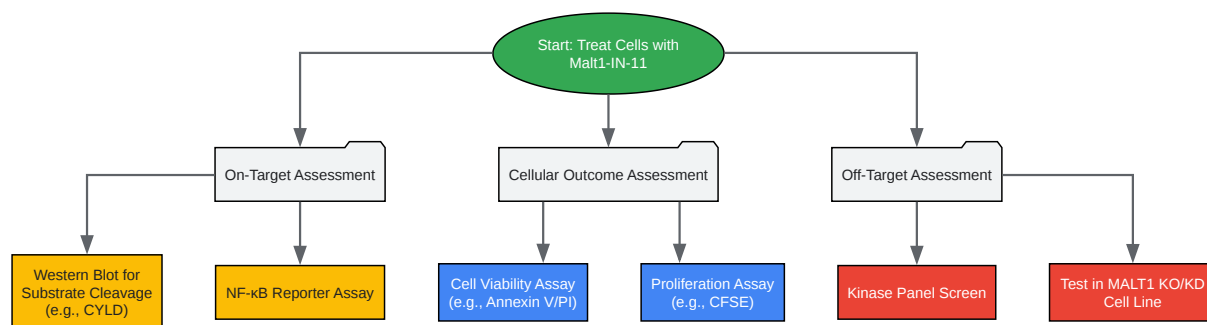 Start: Treat Cells with
Malt1-IN-11
On-Target Assessment
Cellular Outcome Assessment
Off-Target Assessment
Western Blot for
Substrate Cleavage
(e.g., CYLD)
NF-κB Reporter Assay
Cell Viability Assay
(e.g., Annexin V/PI)
Proliferation Assay
(e.g., CFSE)
Kinase Panel Screen
Test in MALT1 KO/KD
Cell Line